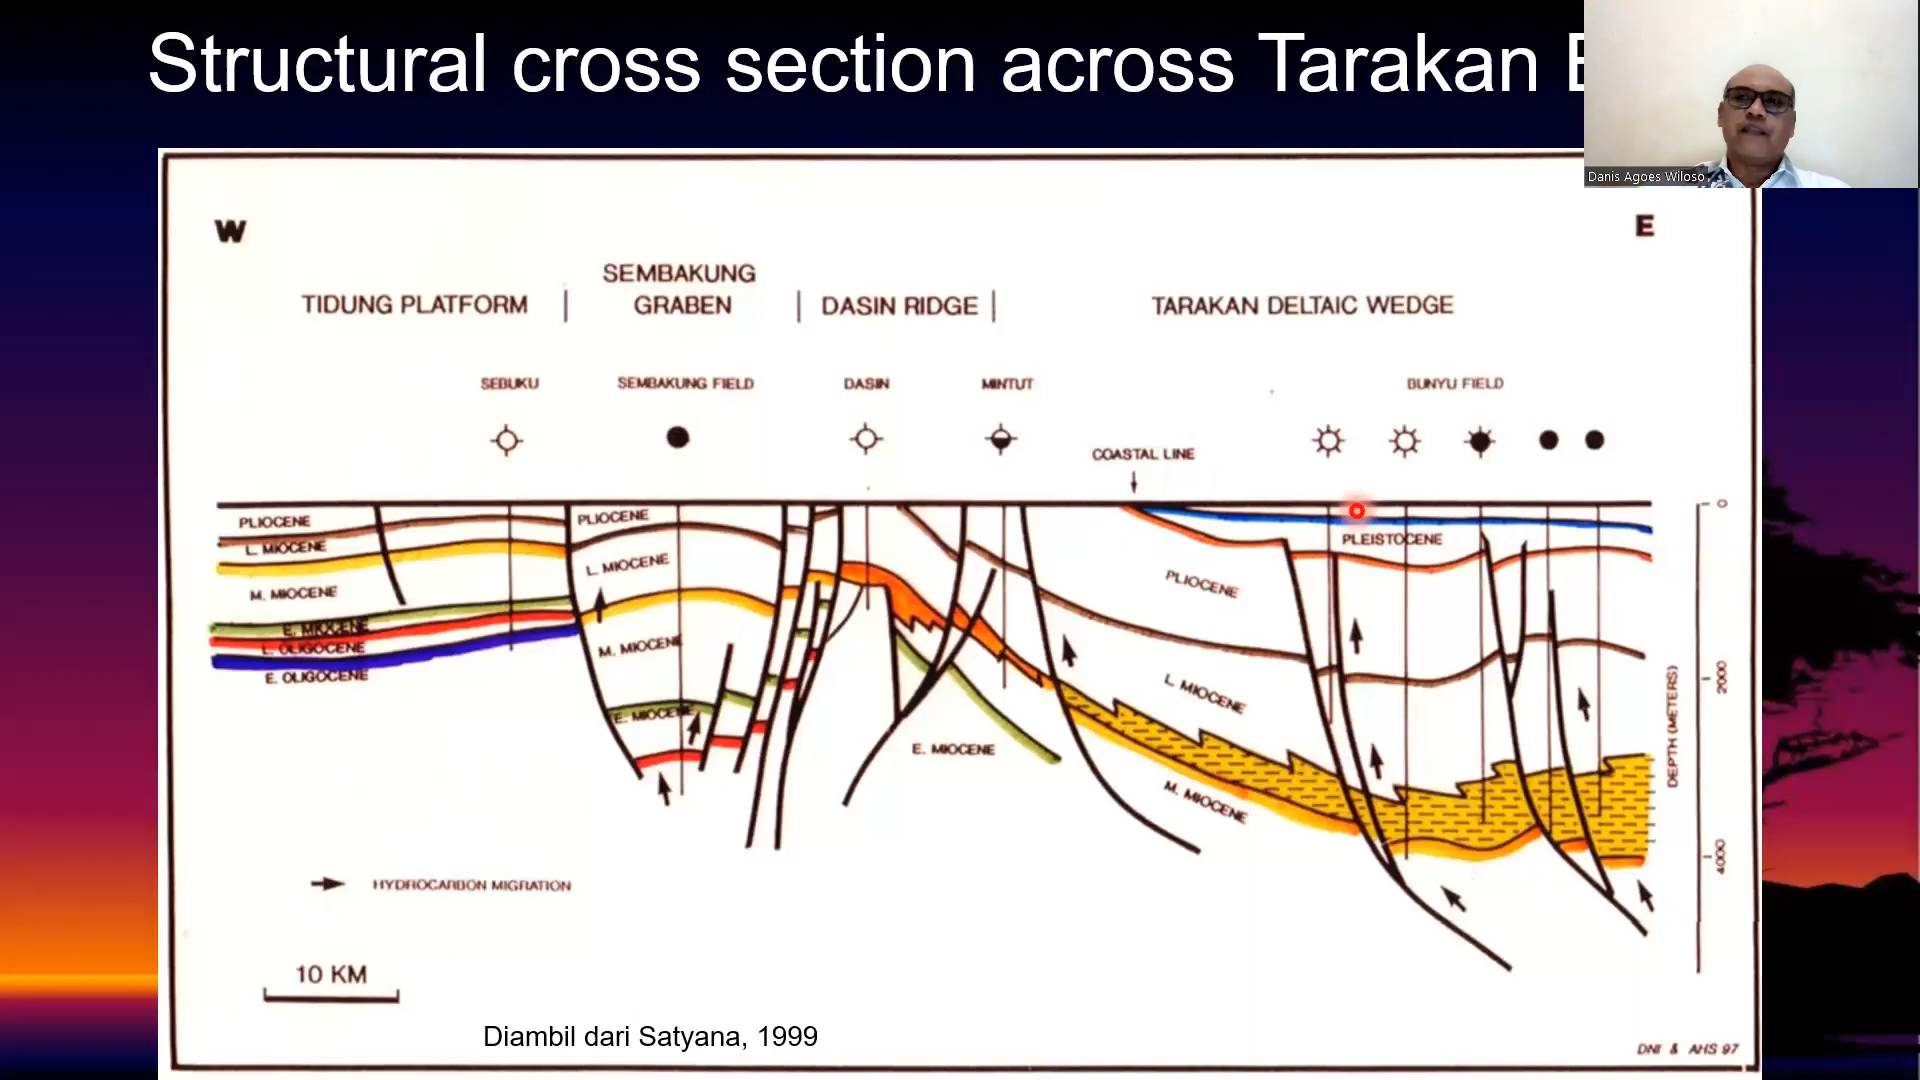 Structural cross section across Tarakan
Danis Agoes Wiloso
W
E
SEMBAKUNG
TIDUNG PLATFORM | GRABEN | DASIN RIDGE | TARAKAN DELTAIC WEDGE
SEBUKU SEMBAKUNG FIELD DASIN MINTUT BUNYU FIELD
COASTAL LINE
0
PLIOCENE PLIOCENE
L. MIOCENE
PLEISTOCENE
L. MIOCENE
M. MIOCENE
PLIOCENE
E. MIOCENE
L. OLIGOCENE
M. MIOCENE
E. OLIGOCENE
2000
L. MIOCENE
E. MIOCENE
DEPTH (METERS)
E. MIOCENE
M. MIOCENE
4000
HYDROCARBON MIGRATION
10 KM
Diambil dari Satyana, 1999
DNI & AHS 97